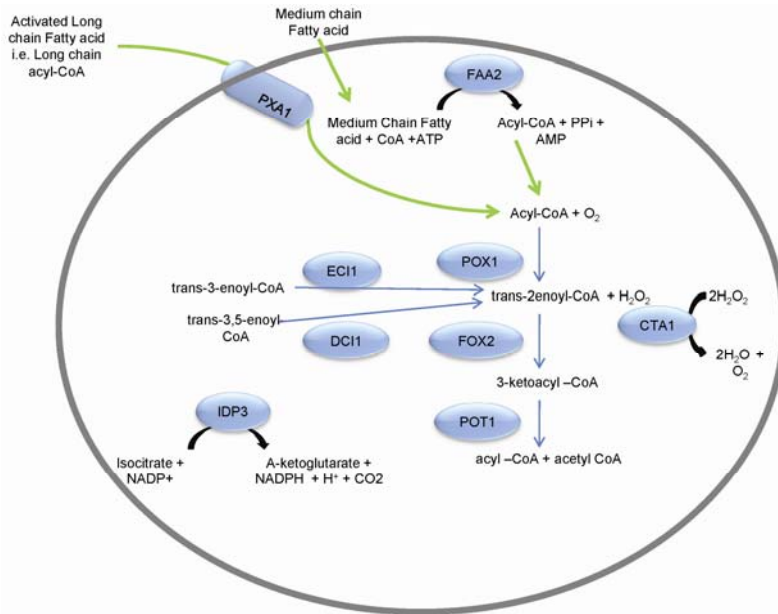 Activated Long
chain Fatty acid
i.e. Long chain
acyl-CoA
Medium chain
Fatty acid
PXA1
FAA2
Medium Chain Fatty
acid + CoA +ATP
Acyl-CoA + PPi +
AMP
Acyl-CoA + O₂
ECI1
POX1
trans-3-enoyl-CoA
trans-2enoyl-CoA + H₂O₂
2H₂O₂
trans-3,5-enoyl-
CoA
CTA1
DCI1
FOX2
2H₂O +
O₂
3-ketoacyl –CoA
IDP3
POT1
Isocitrate +
NADP+
A-ketoglutarate +
NADPH + H⁺ + CO2
acyl –CoA + acetyl CoA